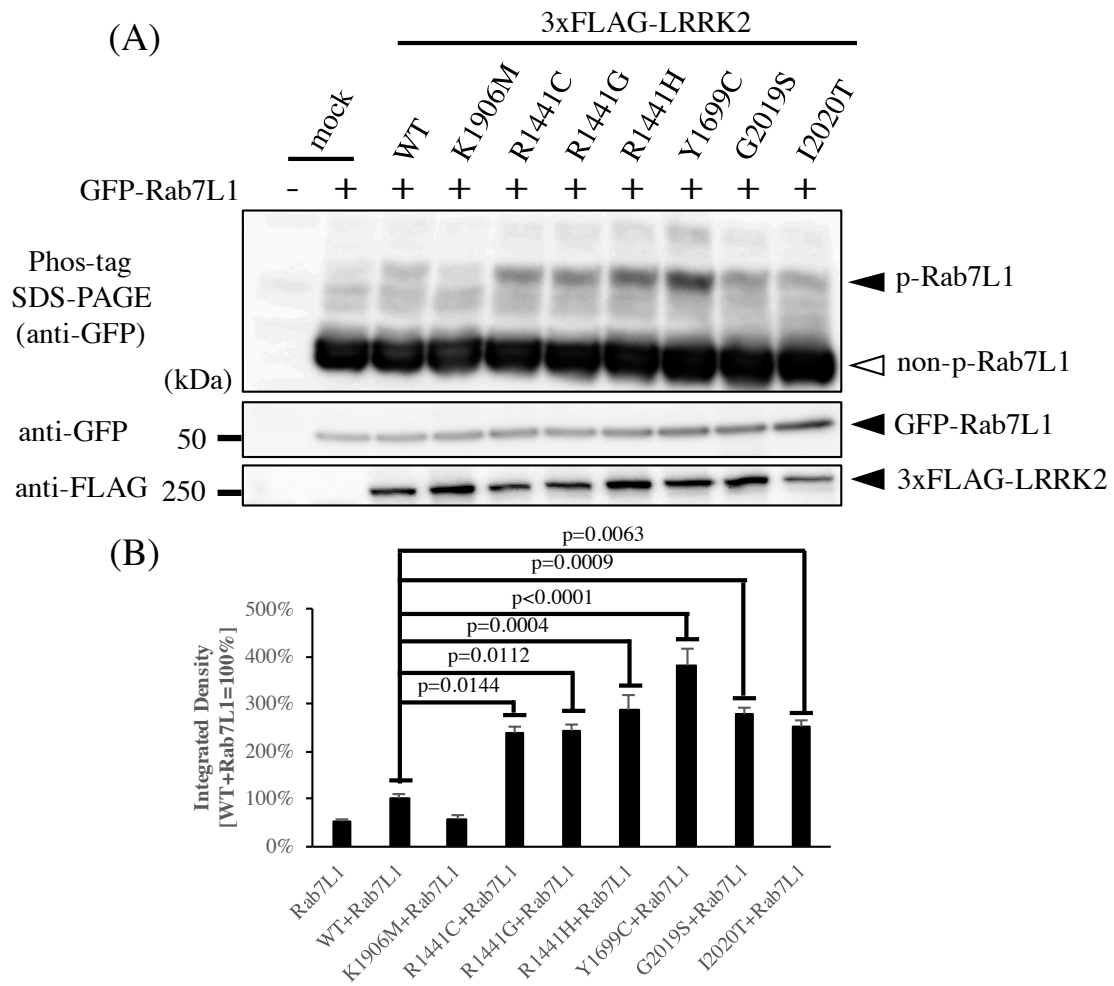 (A)
3xFLAG-LRRK2
mock
WT
K1906M
R1441C
R1441G
R1441H
Y1699C
G2019S
I2020T
GFP-Rab7L1 - + + + + + + + + +
Phos-tag
SDS-PAGE
(anti-GFP)
(kDa)
p-Rab7L1
non-p-Rab7L1
anti-GFP 50 GFP-Rab7L1
anti-FLAG 250 3xFLAG-LRRK2
(B)
p=0.0063
p=0.0009
p<0.0001
p=0.0004
p=0.0112
p=0.0144
Integrated Density
[WT+Rab7L1=100%]
500%
400%
300%
200%
100%
0%
Rab7L1
WT+Rab7L1
K1906M+Rab7L1
R1441C+Rab7L1
R1441G+Rab7L1
R1441H+Rab7L1
Y1699C+Rab7L1
G2019S+Rab7L1
I2020T+Rab7L1